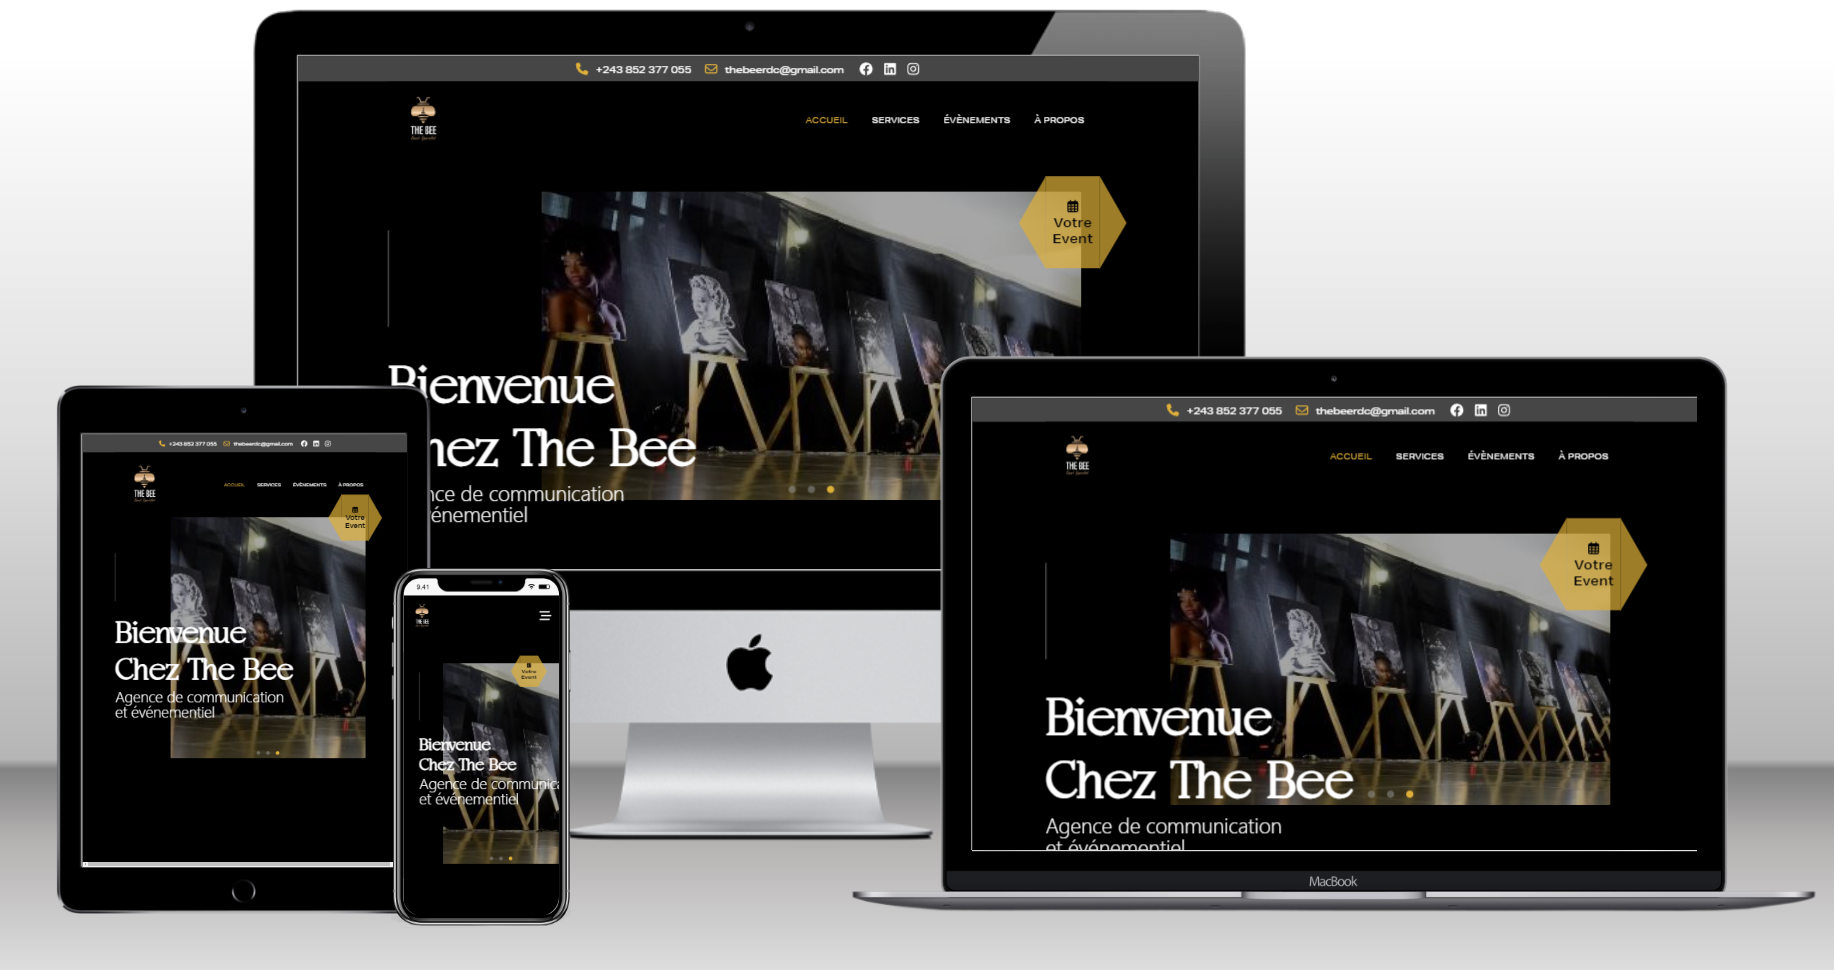 +243 852 377 055 thebeerdc@gmail.com
THE BEE
ACCUEIL SERVICES ÉVÈNEMENTS À PROPOS
Votre
Event
Bienvenue
hez The Bee
nce de communication
énementiel
+243 852 377 055 thebeerdc@gmail.com
THE BEE
ACCUEIL SERVICES ÉVÈNEMENTS À PROPOS
Votre
Event
Bienvenue
Chez The Bee
Agence de communication
et événementiel
9:41
THE BEE
Votre
Event
Bienvenue
Chez The Bee
Agence de communica
et événementiel
+243 852 377 055 thebeerdc@gmail.com
THE BEE
ACCUEIL SERVICES ÉVÈNEMENTS À PROPOS
Votre
Event
Bienvenue
Chez The Bee
Agence de communication
et événementiel
MacBook